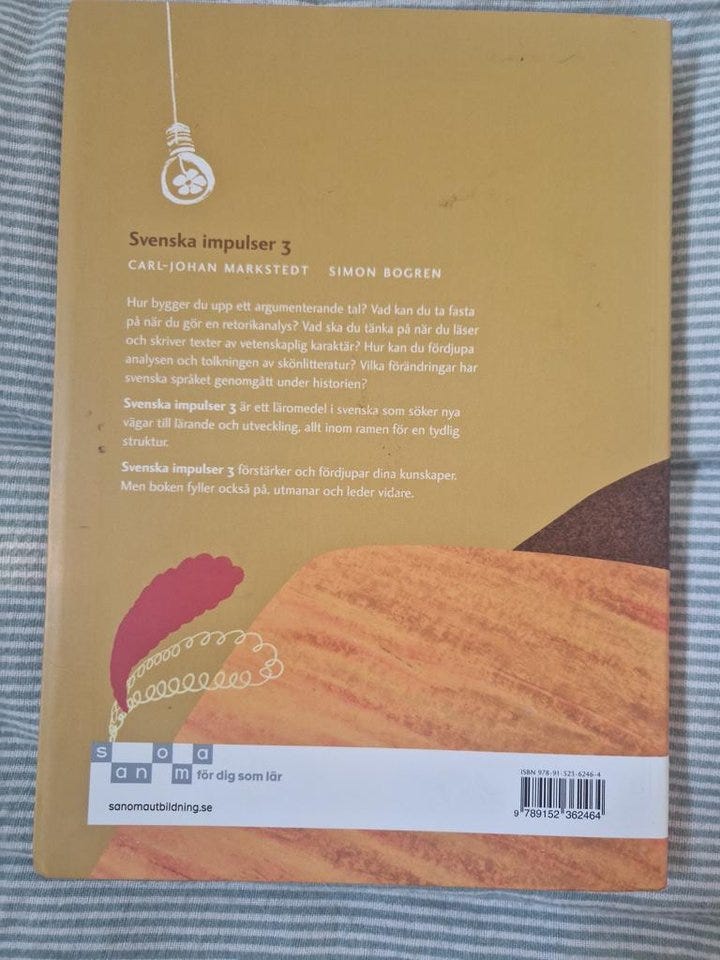 Svenska impulser 3
CARL-JOHAN MARKSTEDT SIMON BOGREN
Hur bygger du upp ett argumenterande tal? Vad kan du ta fasta
på när du gör en retorikanalys? Vad ska du tänka på när du läser
och skriver texter av vetenskaplig karaktär? Hur kan du fördjupa
analysen och tolkningen av skönlitteratur? Vilka förändringar har
svenska språket genomgått under historien?
Svenska impulser 3 är ett läromedel i svenska som söker nya
vägar till lärande och utveckling, allt inom ramen för en tydlig
struktur.
Svenska impulser 3 förstärker och fördjupar dina kunskaper.
Men boken fyller också på, utmanar och leder vidare.
sanoma
för dig som lär
sanomautbildning.se
ISBN 978-91-523-6246-4
9 789152 362464